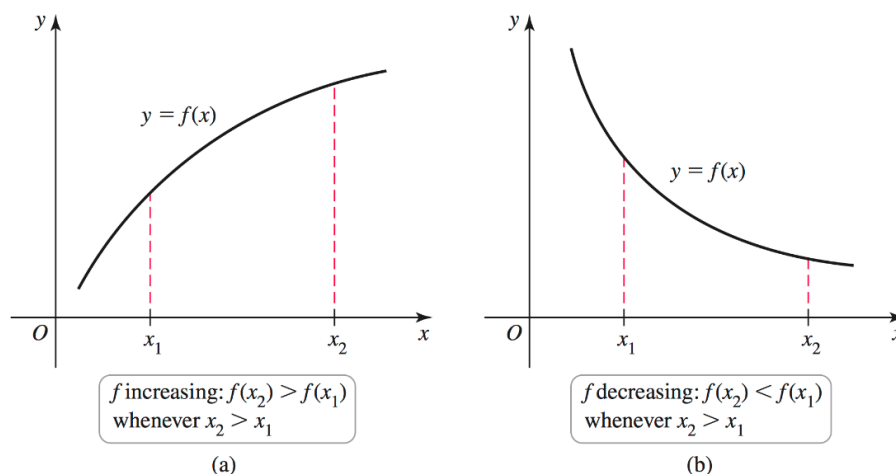 y
y = f(x)
O
x₁
x₂
x
f increasing: f(x₂) > f(x₁)
whenever x₂ > x₁
(a)
y
y = f(x)
O
x₁
x₂
x
f decreasing: f(x₂) < f(x₁)
whenever x₂ > x₁
(b)